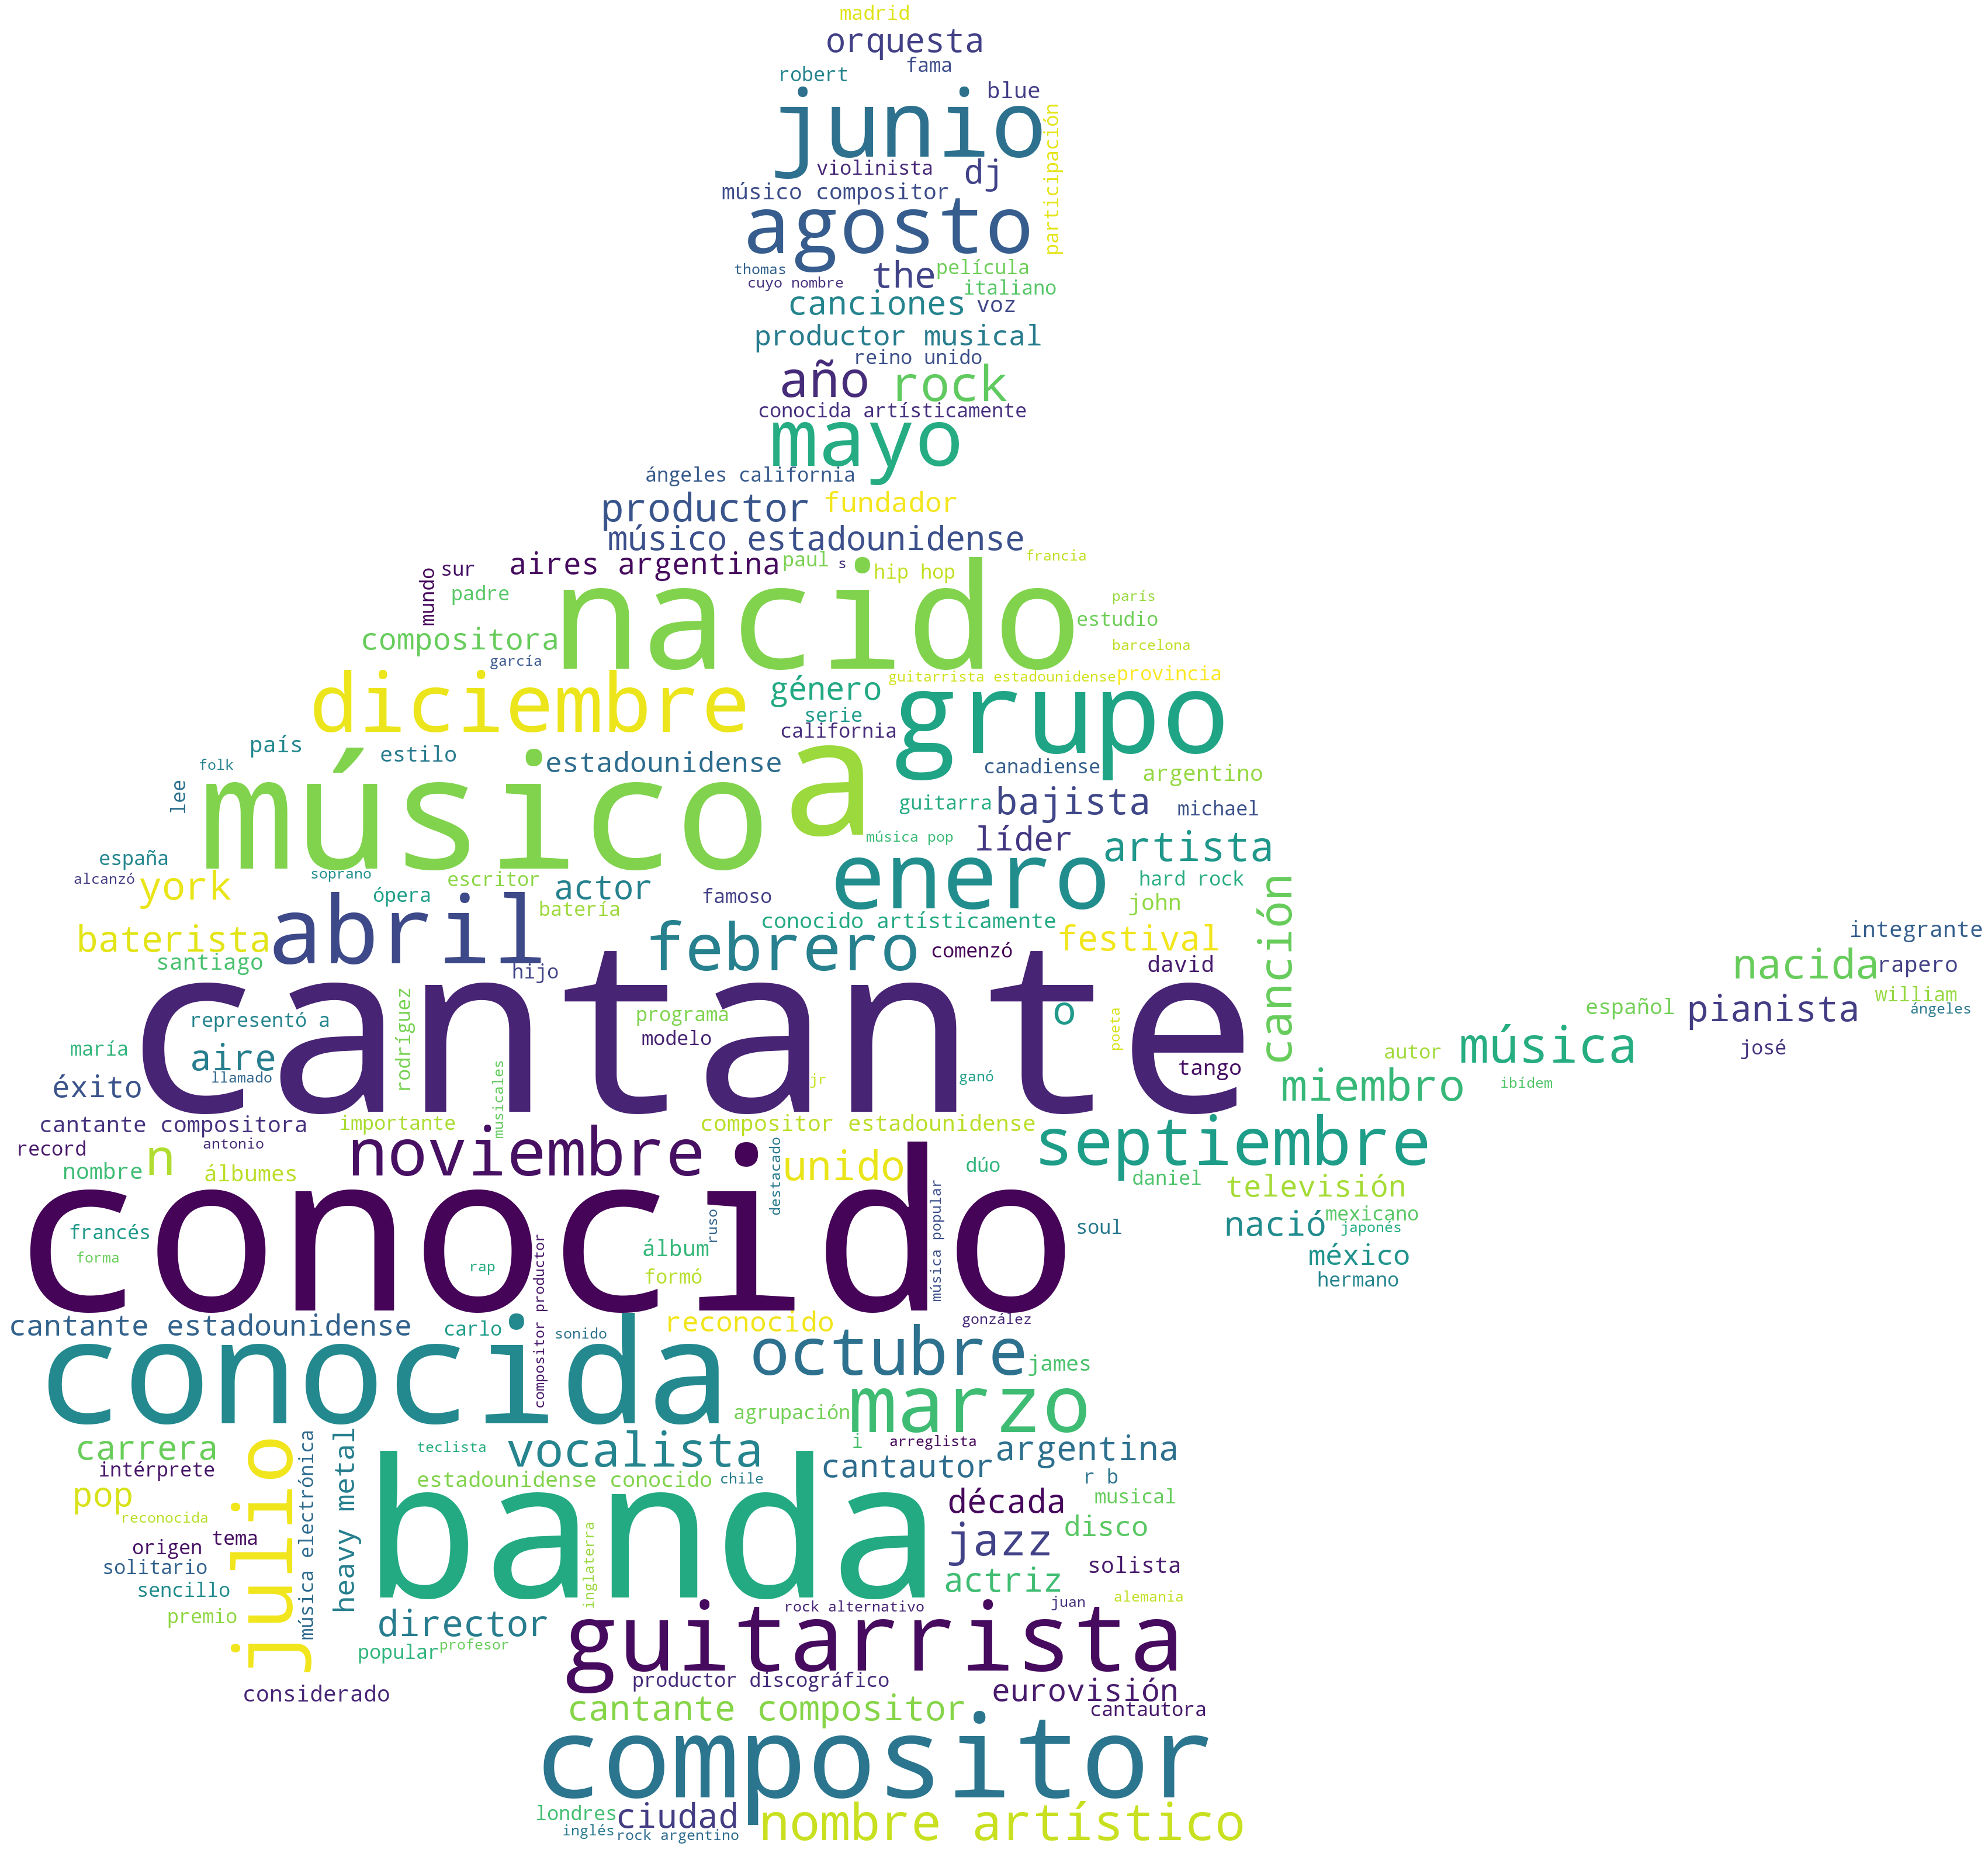 madrid
orquesta
robert fama
junio blue
participación
violinista dj
músico compositor
agosto
thomas the película
cuyo nombre italiano
canciones voz
productor musical
reino unido
año rock
conocida artísticamente
mayo
ángeles california
productor fundador
músico estadounidense
mundo sur aires argentina paul s hip hop francia
padre nacido parís
compositora estudio
garcía barcelona
diciembre género guitarrista estadounidense provincia
serie grupo
california
país estilo estadounidense canadiense argentino
folk
lee músico a guitarra bajista michael
música pop líder artista
españa
alcanzó york soprano escritor actor famoso enero hard rock
ópera batería john canción
baterista abril conocido artísticamente festival integrante
santiago hijo febrero comenzó david nacida rapero
cantante
representó a rodríguez programa o poeta español pianista william ángeles
maría aire modelo música josé
éxito llamado musicales jr ganó tango autor
miembro ibídem
cantante compositora importante compositor estadounidense
record antonio noviembre destacado unido dúo septiembre
nombre n álbumes daniel televisión
conocido
francés ruso música popular soul nació mexicano japonés
forma rap álbum méxico
compositor productor formó hermano
cantante estadounidense carlo sonido reconocido gonzález
conocida octubre james
agrupación marzo
carrera julio música electrónica heavy metal teclista vocalista i arreglista argentina
intérprete estadounidense conocido chile cantautor r b
pop banda década musical
reconocida
origen tema inglaterra jazz disco
solitario solista
sencillo actriz
premio director rock alternativo juan alemania
popular profesor guitarrista
considerado productor discográfico eurovisión
cantante compositor cantautora
compositor
londres ciudad nombre artístico
inglés rock argentino